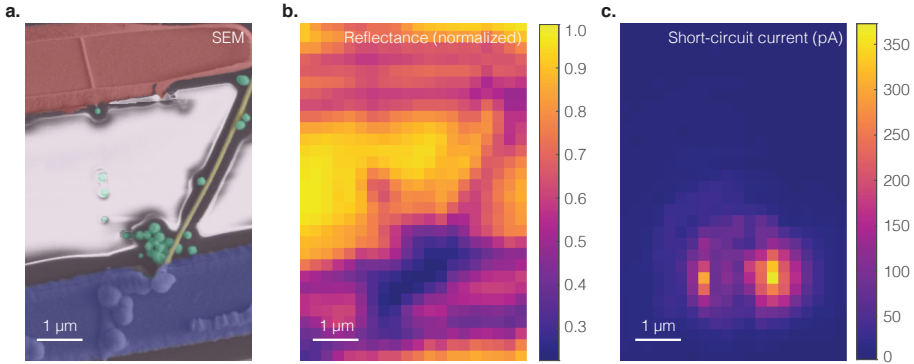 a.
SEM
1 µm
b.
Reflectance (normalized)
1 µm
1.0
0.9
0.8
0.7
0.6
0.5
0.4
0.3
c.
Short-circuit current (pA)
1 µm
350
300
250
200
150
100
50
0